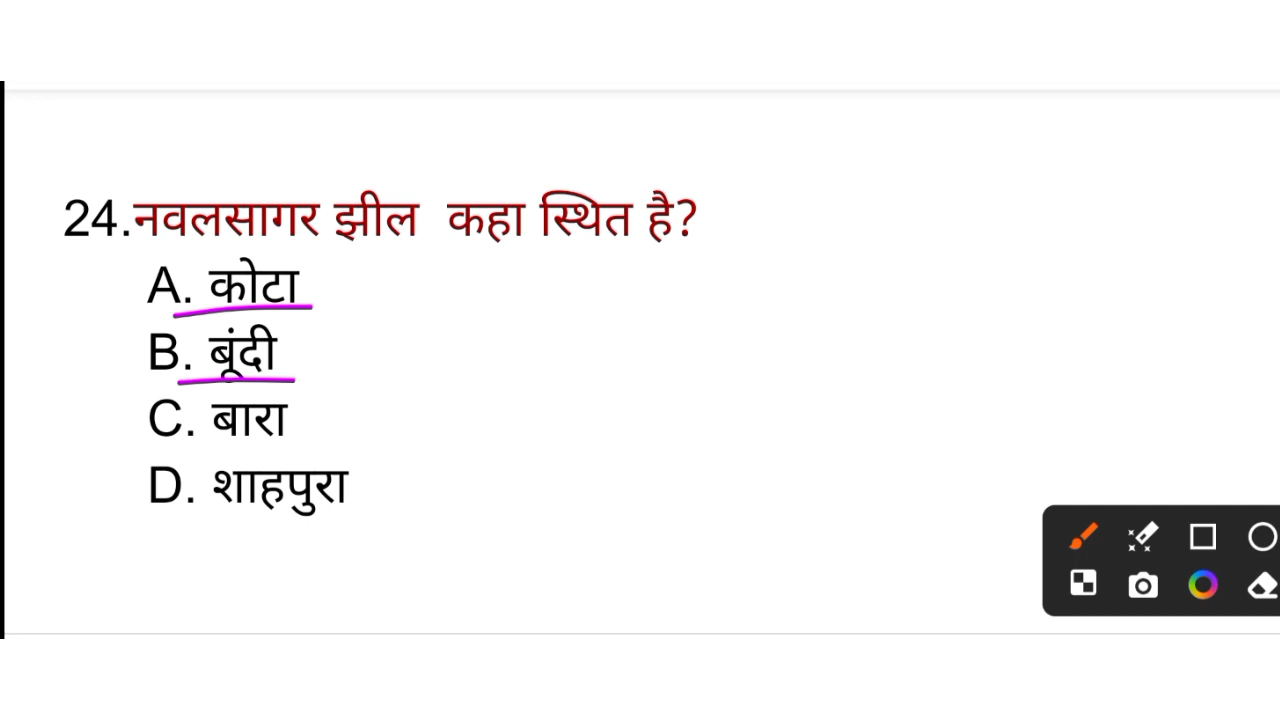 24.नवलसागर झील कहा स्थित है?
A. कोटा
B. बूंदी
C. बारा
D. शाहपुरा